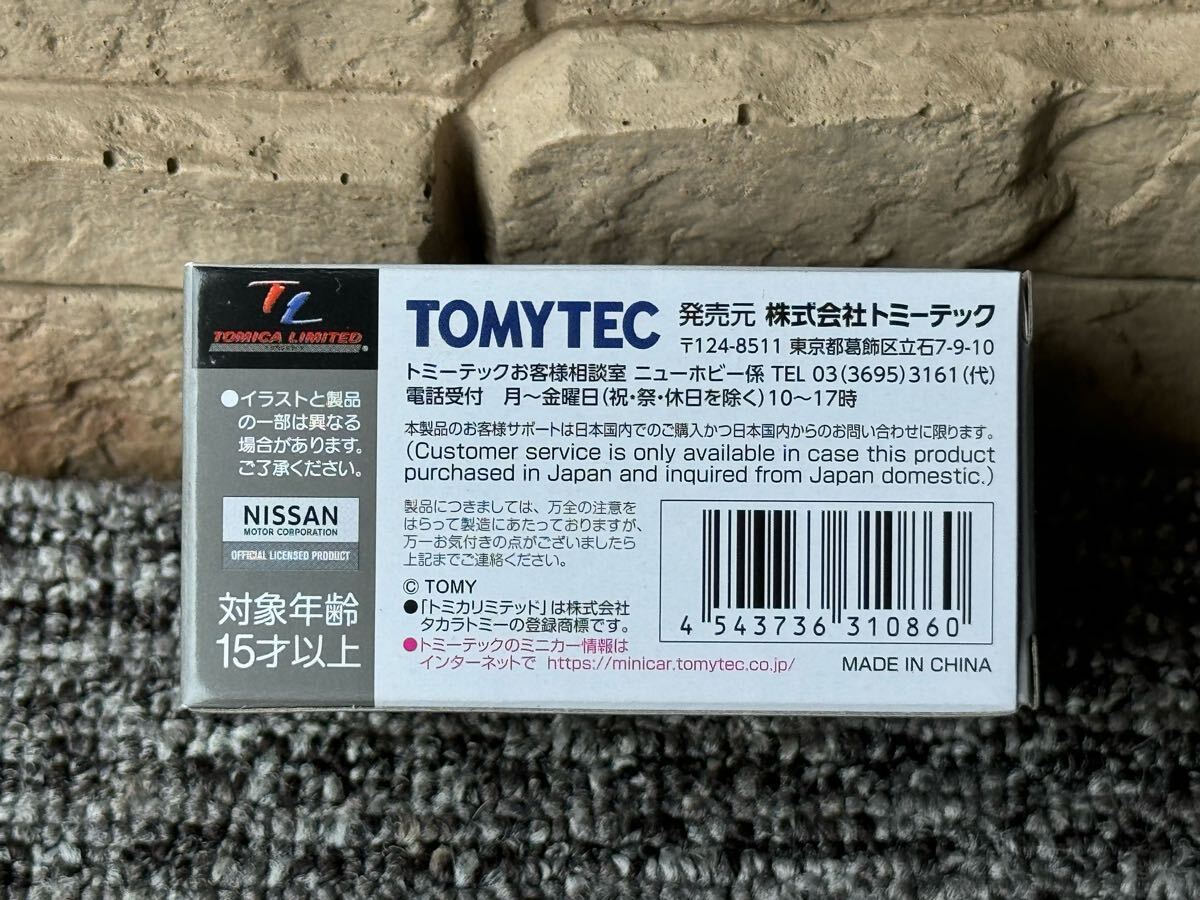 TL
TOMICA LIMITED
●イラストと製品
の一部は異なる
場合があります。
ご了承ください。
NISSAN
MOTOR CORPORATION
OFFICIAL LICENSED PRODUCT
対象年齢
15才以上
TOMYTEC 発売元 株式会社トミーテック
〒124-8511 東京都葛飾区立石7-9-10
トミーテックお客様相談室 ニューホビー係 TEL 03(3695)3161(代)
電話受付 月〜金曜日(祝・祭・休日を除く)10〜17時
本製品のお客様サポートは日本国内でのご購入かつ日本国内からのお問い合わせに限ります。
(Customer service is only available in case this product
purchased in Japan and inquired from Japan domestic.)
製品につきましては、万全の注意を
はらって製造にあたっておりますが、
万一お気付きの点がございましたら
上記までご連絡ください。
© TOMY
●「トミカリミテッド」は株式会社
タカラトミーの登録商標です。
●トミーテックのミニカー情報は
インターネットで https://minicar.tomytec.co.jp/
4 543736 310860
MADE IN CHINA